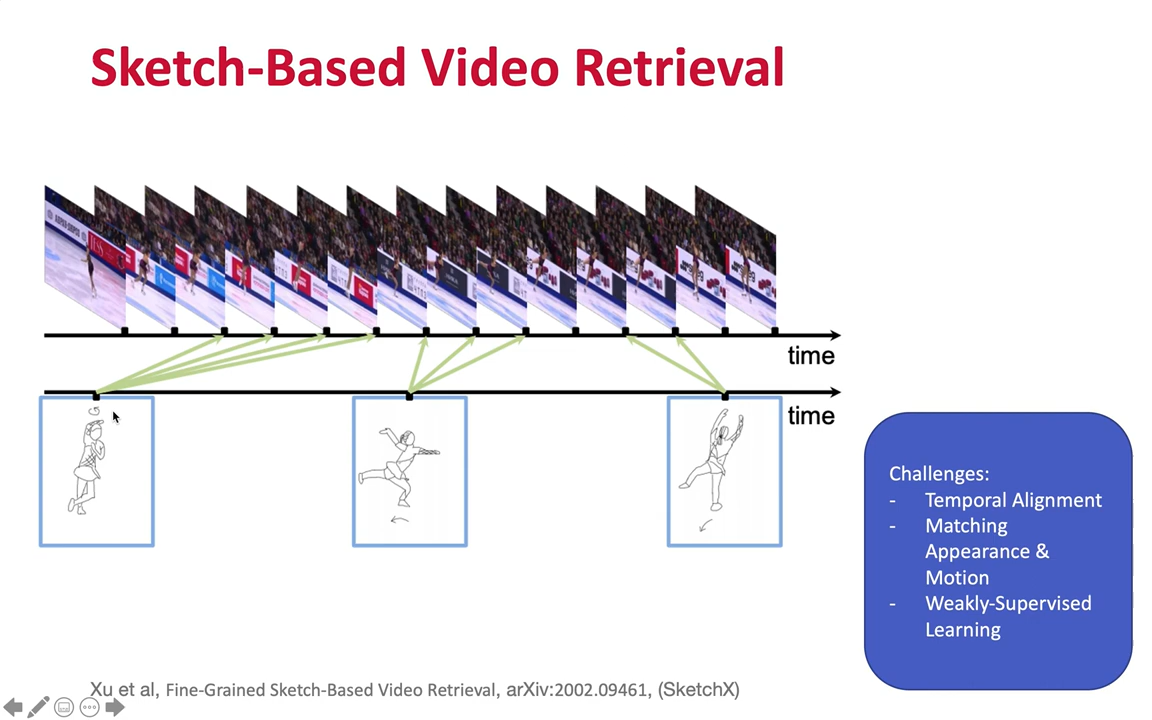 Sketch-Based Video Retrieval
time
time
Challenges:
- Temporal Alignment
- Matching
Appearance &
Motion
- Weakly-Supervised
Learning
Xu et al, Fine-Grained Sketch-Based Video Retrieval, arXiv:2002.09461, (SketchX)